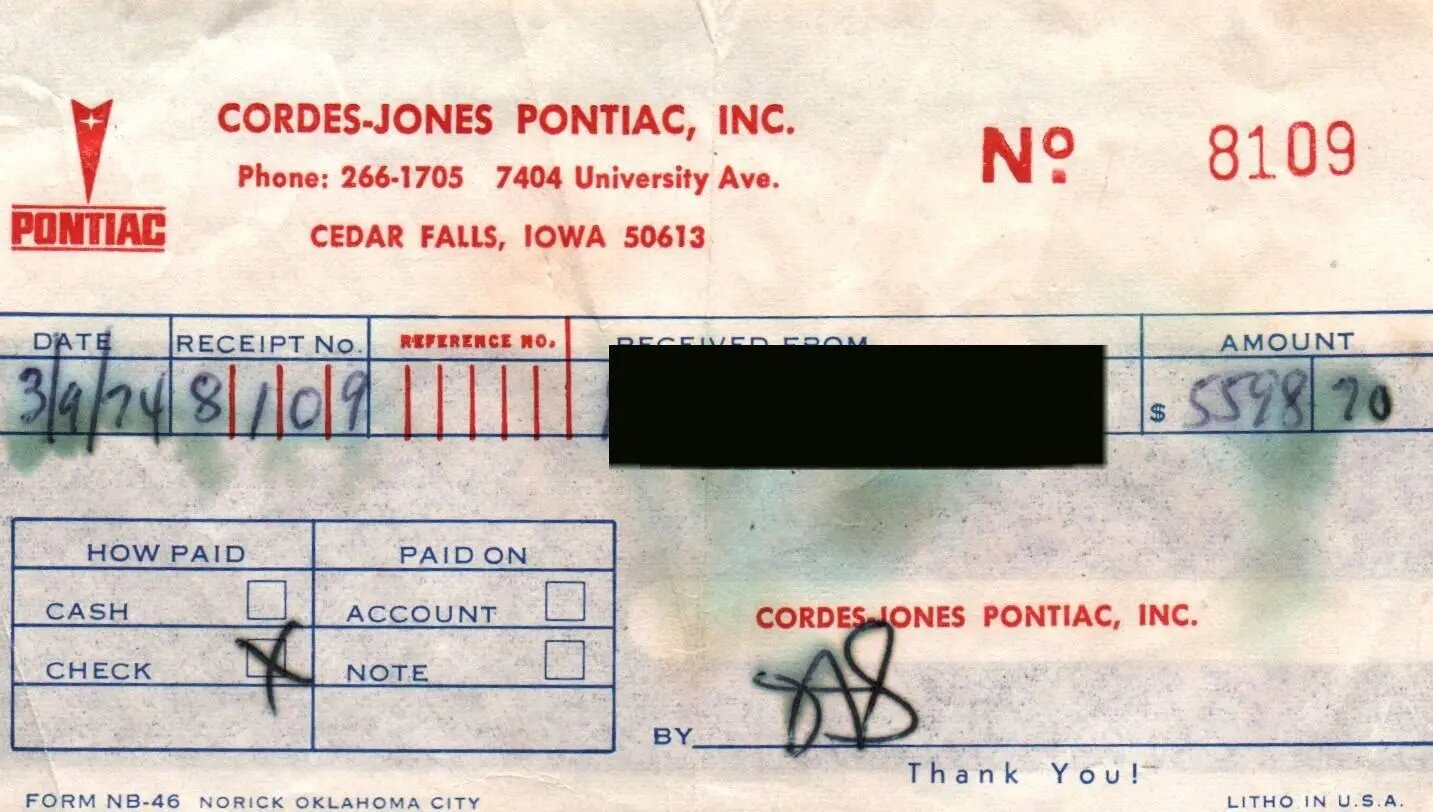 CORDES-JONES PONTIAC, INC.
Phone: 266-1705 7404 University Ave.
CEDAR FALLS, IOWA 50613
PONTIAC
Nº 8109
DATE RECEIPT No. REFERENCE NO. RECEIVED FROM AMOUNT
3/9/74 8109 $ 5598 70
HOW PAID PAID ON
CASH ACCOUNT
CHECK X NOTE
CORDES-JONES PONTIAC, INC.
BY
Thank You!
FORM NB-46 NORICK OKLAHOMA CITY LITHO IN U.S.A.